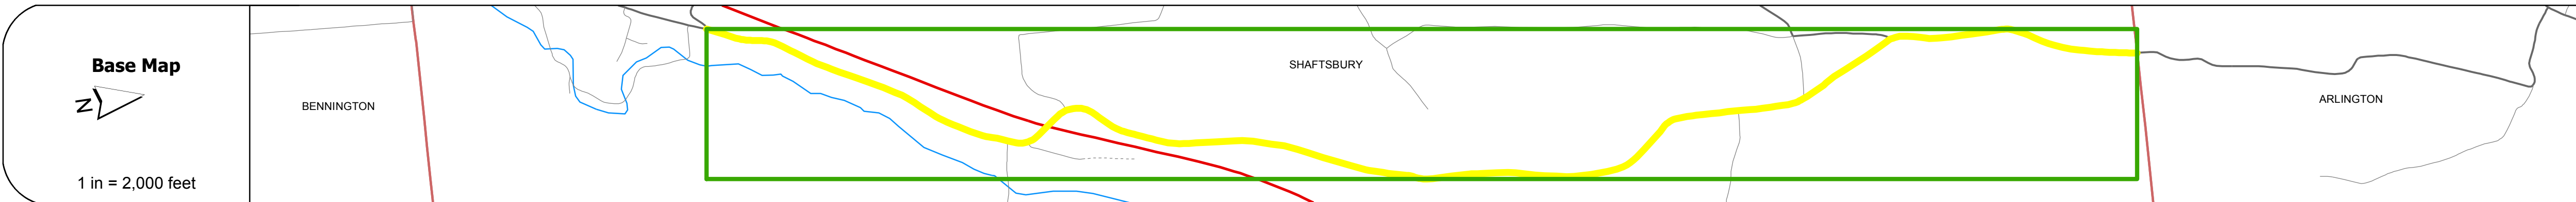 Base Map
N
1 in = 2,000 feet
BENNINGTON
SHAFTSBURY
ARLINGTON